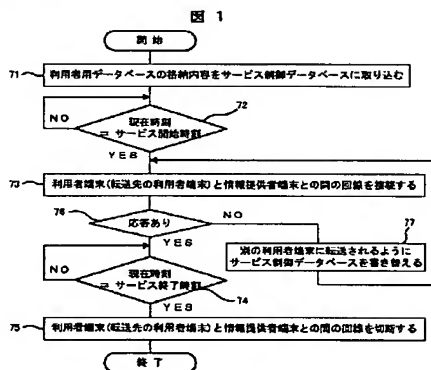 図 1
開始
71 利用者用データベースの格納内容をサービス制御データベースに取り込む
72
NO
現在時刻
= サービス開始時刻
YES
73 利用者端末(転送先の利用者端末)と情報提供者端末との間の回線を接続する
76
応答あり
NO
77
YES
別の利用者端末に転送されるように
サービス制御データベースを書き替える
NO
現在時刻
= サービス終了時刻
74
YES
75 利用者端末(転送先の利用者端末)と情報提供者端末との間の回線を切断する
終了